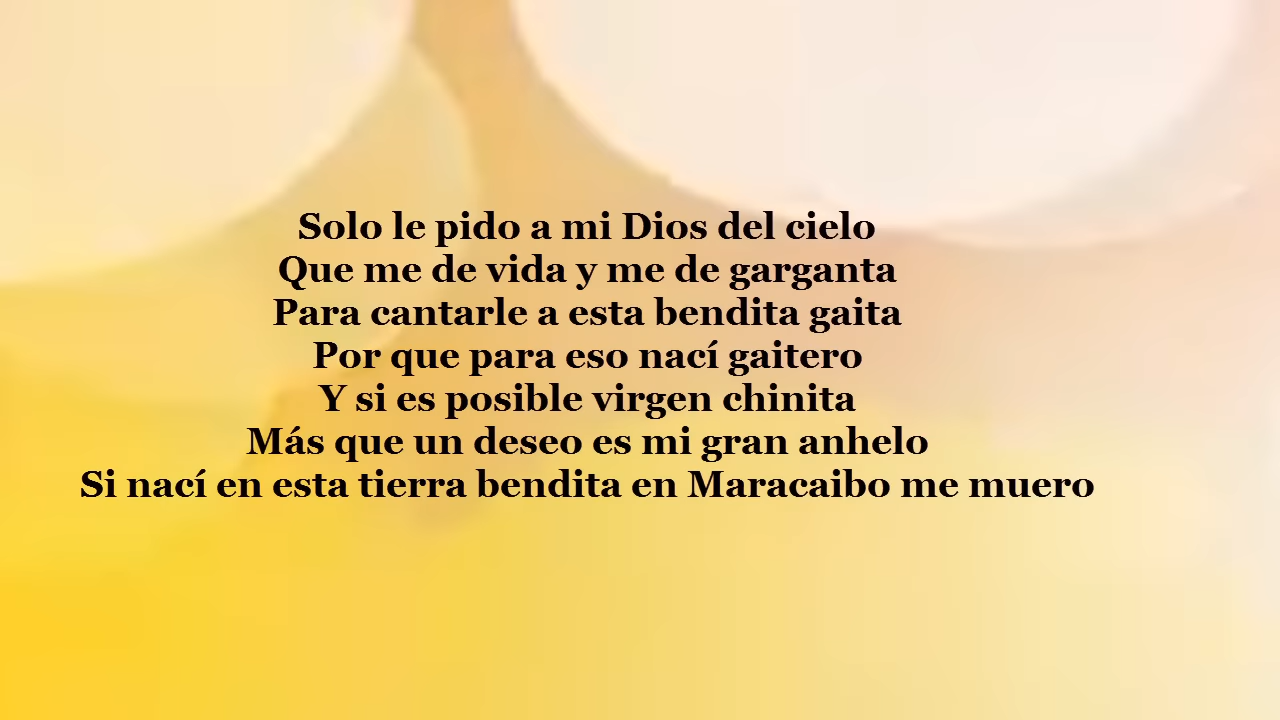 Solo le pido a mi Dios del cielo
Que me de vida y me de garganta
Para cantarle a esta bendita gaita
Por que para eso nací gaitero
Y si es posible virgen chinita
Más que un deseo es mi gran anhelo
Si nací en esta tierra bendita en Maracaibo me muero